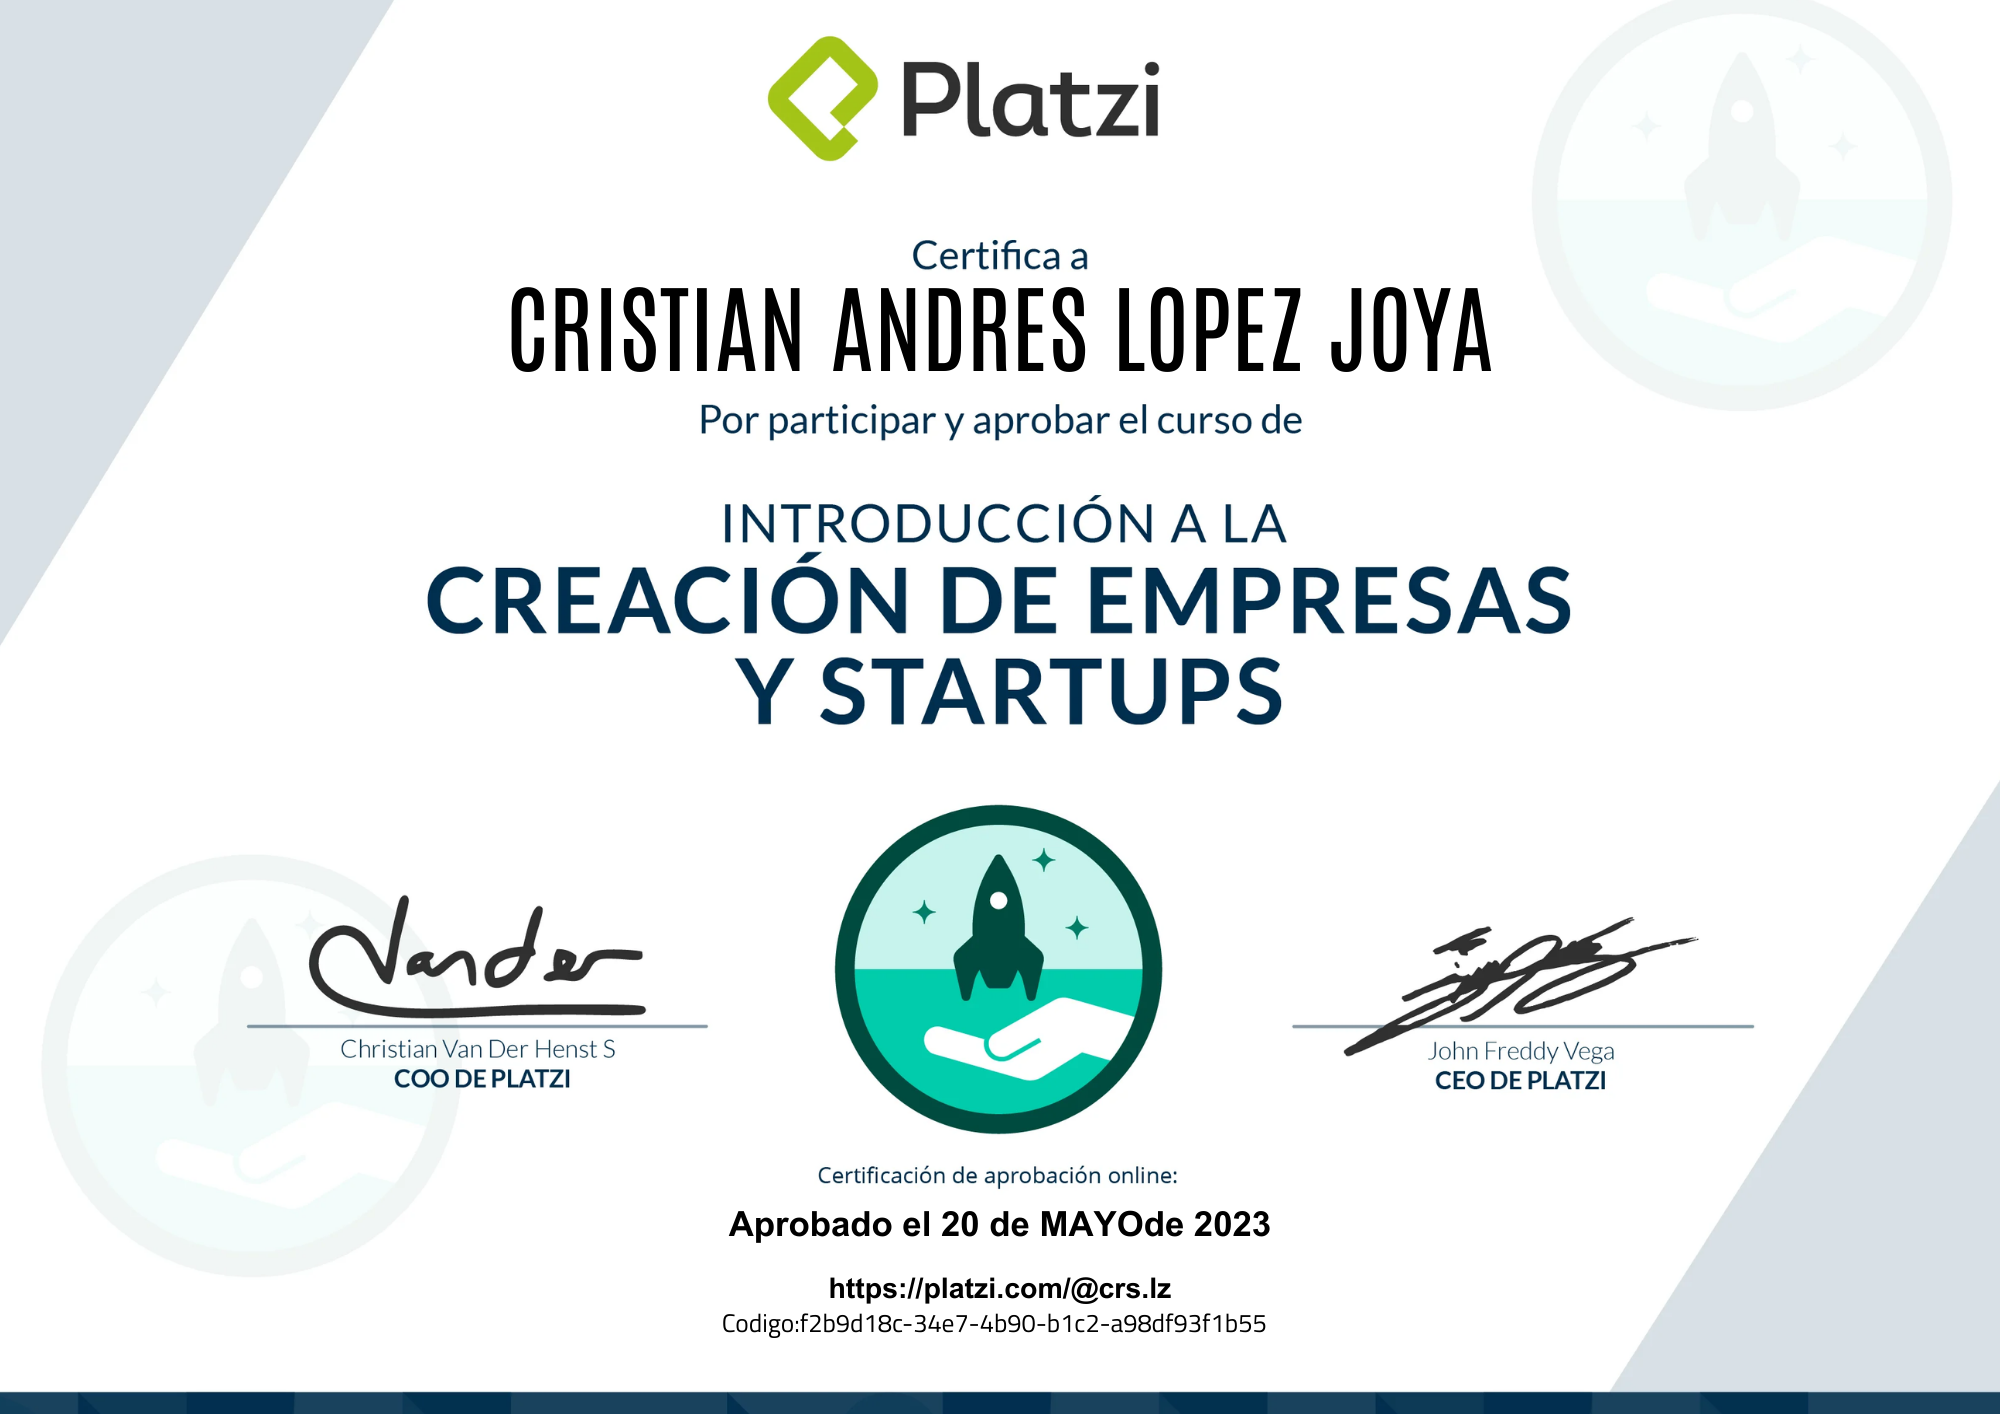 Platzi
Certifica a
CRISTIAN ANDRES LOPEZ JOYA
Por participar y aprobar el curso de
INTRODUCCIÓN A LA
CREACIÓN DE EMPRESAS
Y STARTUPS
Vander
Christian Van Der Henst S
COO DE PLATZI
John Freddy Vega
CEO DE PLATZI
Certificación de aprobación online:
Aprobado el 20 de MAYOde 2023
https://platzi.com/@crs.lz
Codigo:f2b9d18c-34e7-4b90-b1c2-a98df93f1b55